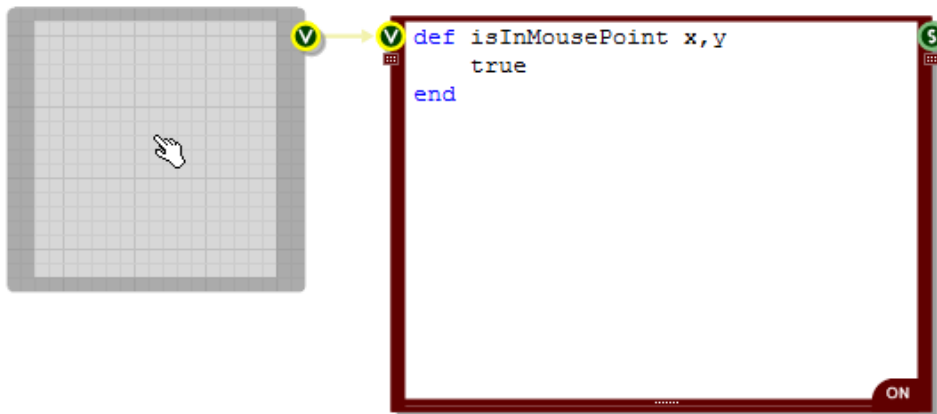 V
V
def isInMousePoint x,y
    true
end
S
ON